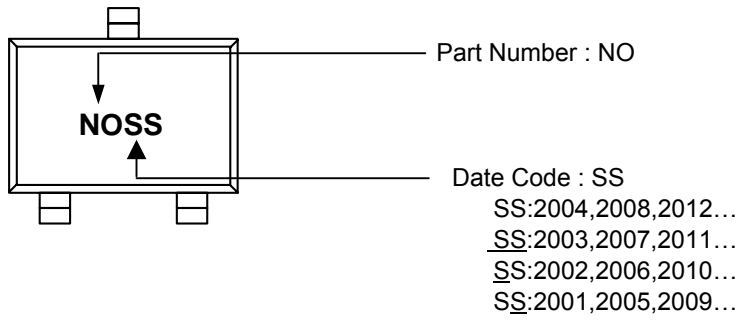 Part Number : NO
NOSS
Date Code : SS
SS:2004,2008,2012…
SS:2003,2007,2011…
SS:2002,2006,2010…
SS:2001,2005,2009…